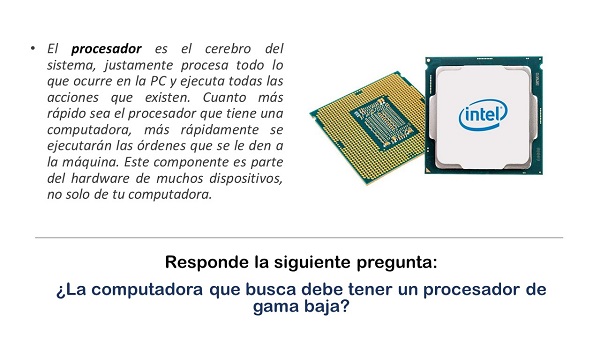 • El procesador es el cerebro del
sistema, justamente procesa todo lo
que ocurre en la PC y ejecuta todas las
acciones que existen. Cuanto más
rápido sea el procesador que tiene una
computadora, más rápidamente se
ejecutarán las órdenes que se le den a
la máquina. Este componente es parte
del hardware de muchos dispositivos,
no solo de tu computadora.
intel
Responde la siguiente pregunta:
¿La computadora que busca debe tener un procesador de
gama baja?